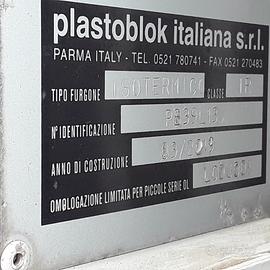 plastoblok italiana s.r.l.
PARMA ITALY - TEL. 0521 780741 - FAX 0521 270483
TIPO FURGONE ISOTERMICO CLASSE IR
N° IDENTIFICAZIONE
ANNO DI COSTRUZIONE
OMOLOGAZIONE LIMITATA PER PICCOLE SERIE DL